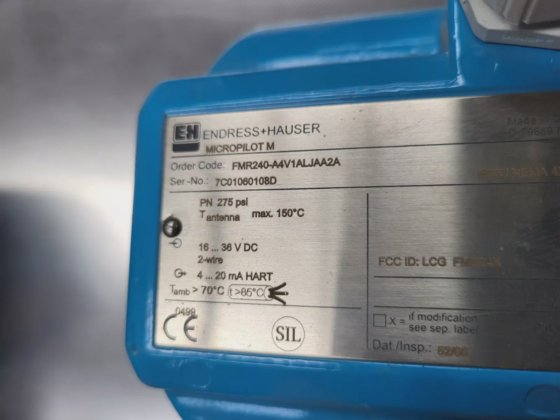 EH ENDRESS+HAUSER
MICROPILOT M
Order Code: FMR240-A4V1ALJAA2A
Ser.-No.: 7C01060108D
PN 275 psi
Tantenna max. 150°C
16 ... 36 V DC
2-wire
4 ... 20 mA HART
Tamb > 70°C t >85°C
FCC ID: LCG
0499
CE
SIL
X = if modification
see sep. label
Dat./Insp.:
Made